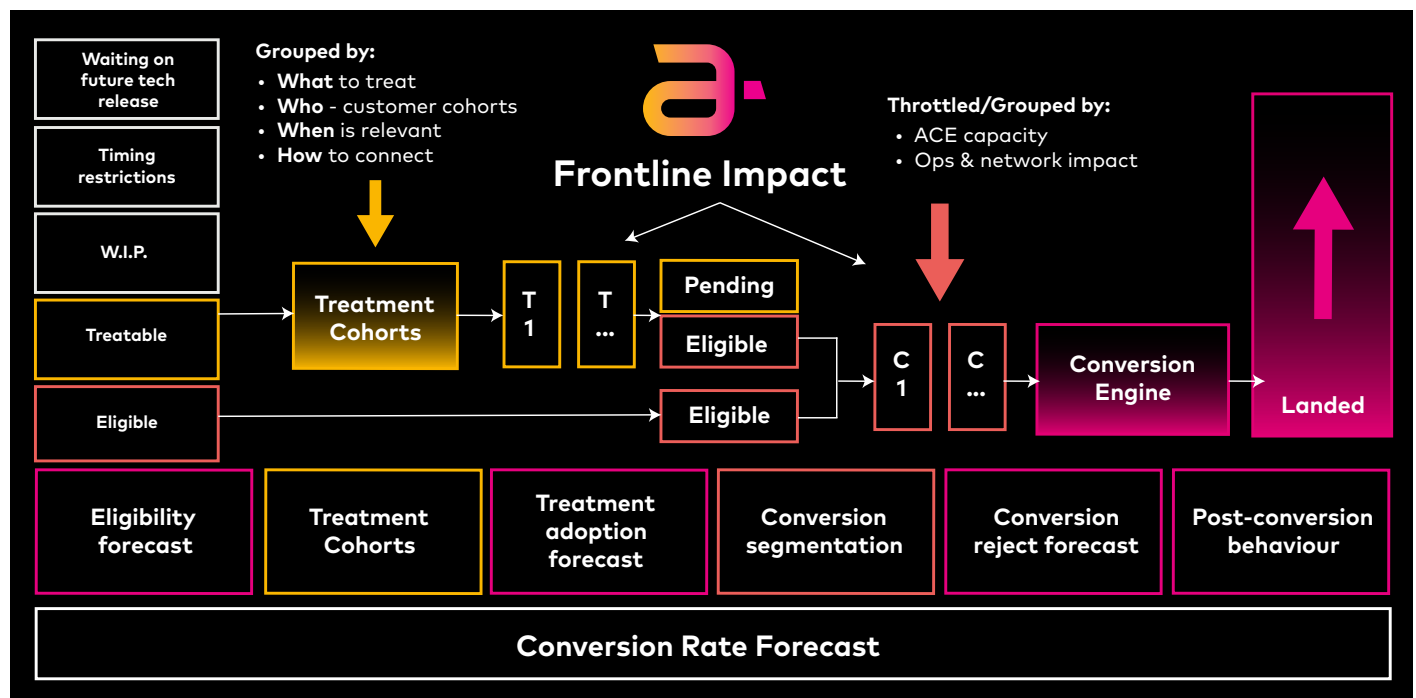 Waiting on
future tech
release
Timing
restrictions
W.I.P.
Treatable
Eligible
Grouped by:
• What to treat
• Who - customer cohorts
• When is relevant
• How to connect
Treatment
Cohorts
T
1
T
...
Frontline Impact
Pending
Eligible
Eligible
Throttled/Grouped by:
• ACE capacity
• Ops & network impact
C
1
C
...
Conversion
Engine
Landed
Eligibility
forecast
Treatment
Cohorts
Treatment
adoption
forecast
Conversion
segmentation
Conversion
reject forecast
Post-conversion
behaviour
Conversion Rate Forecast